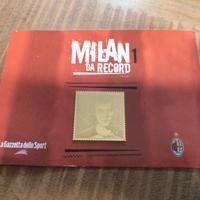 MILAN 1
DA RECORD
La Gazzetta dello Sport